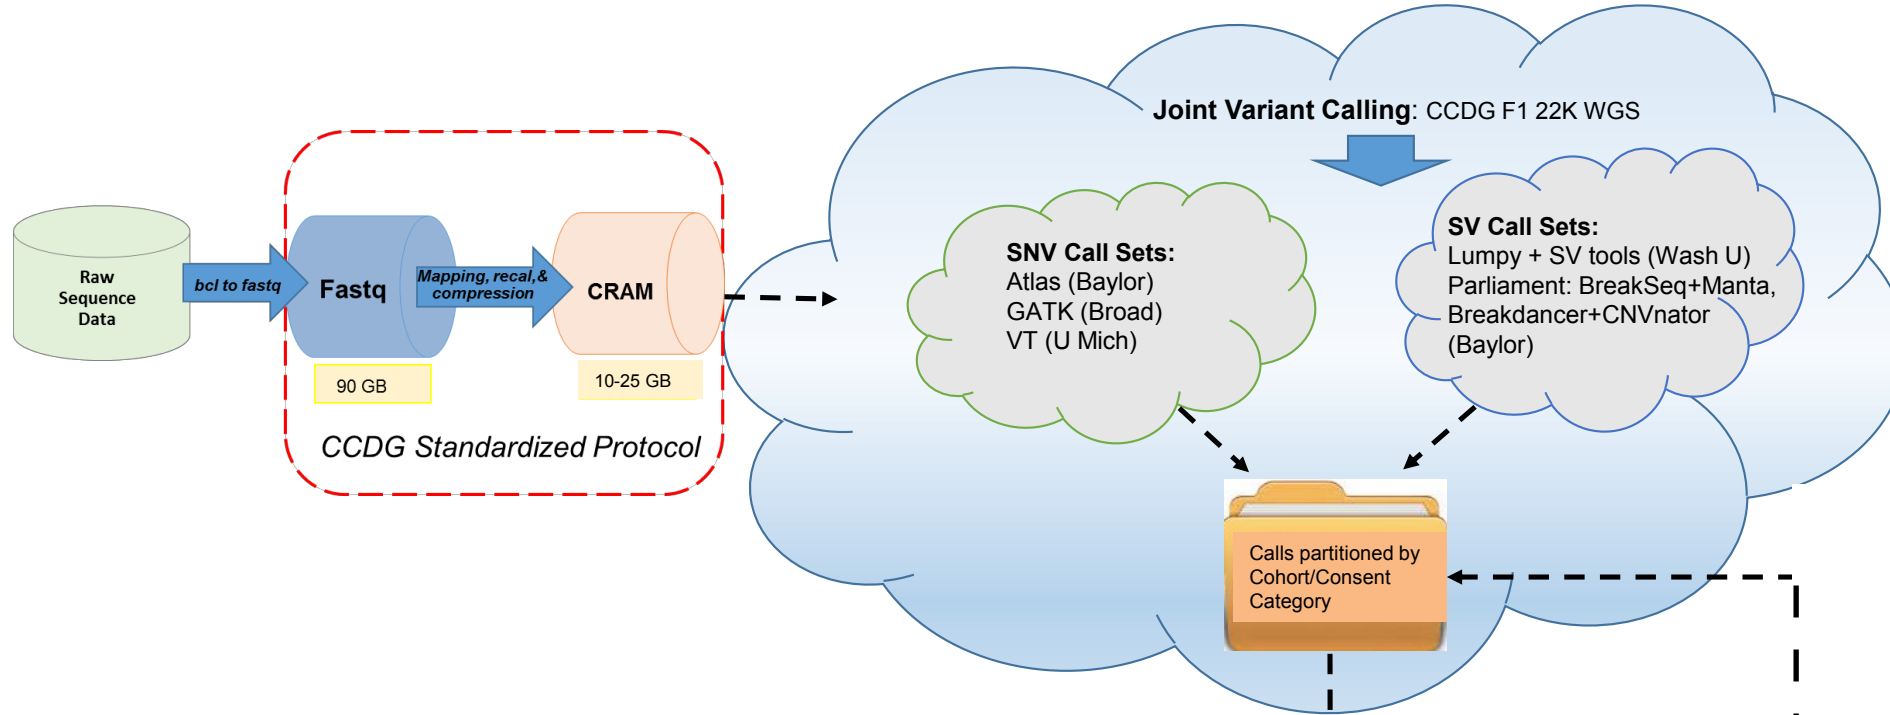 Joint Variant Calling: CCDG F1 22K WGS
Raw
Sequence
Data
bcl to fastq
Fastq
Mapping, recal,&
compression
CRAM
90 GB
10-25 GB
CCDG Standardized Protocol
SNV Call Sets:
Atlas (Baylor)
GATK (Broad)
VT (U Mich)
SV Call Sets:
Lumpy + SV tools (Wash U)
Parliament: BreakSeq+Manta,
Breakdancer+CNVnator
(Baylor)
Calls partitioned by
Cohort/Consent
Category